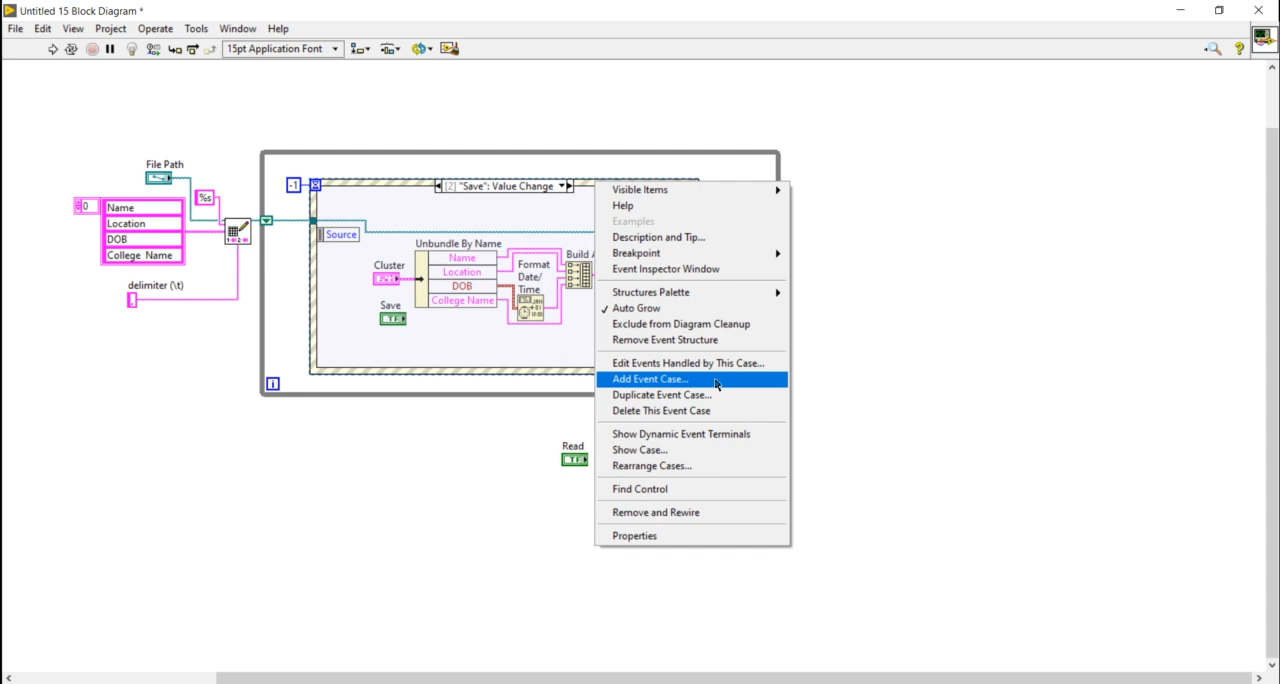 Untitled 15 Block Diagram *
File Edit View Project Operate Tools Window Help
15pt Application Font
File Path
%s
0
Name
Location
DOB
College Name
delimiter (\t)
-1
[2] "Save": Value Change
Source
Cluster
Save
TF
Unbundle By Name
Name
Location
DOB
College Name
Format
Date/
Time
Build A
i
Read
TF
Visible Items
Help
Examples
Description and Tip...
Breakpoint
Event Inspector Window
Structures Palette
Auto Grow
Exclude from Diagram Cleanup
Remove Event Structure
Edit Events Handled by This Case...
Add Event Case...
Duplicate Event Case...
Delete This Event Case
Show Dynamic Event Terminals
Show Case...
Rearrange Cases...
Find Control
Remove and Rewire
Properties